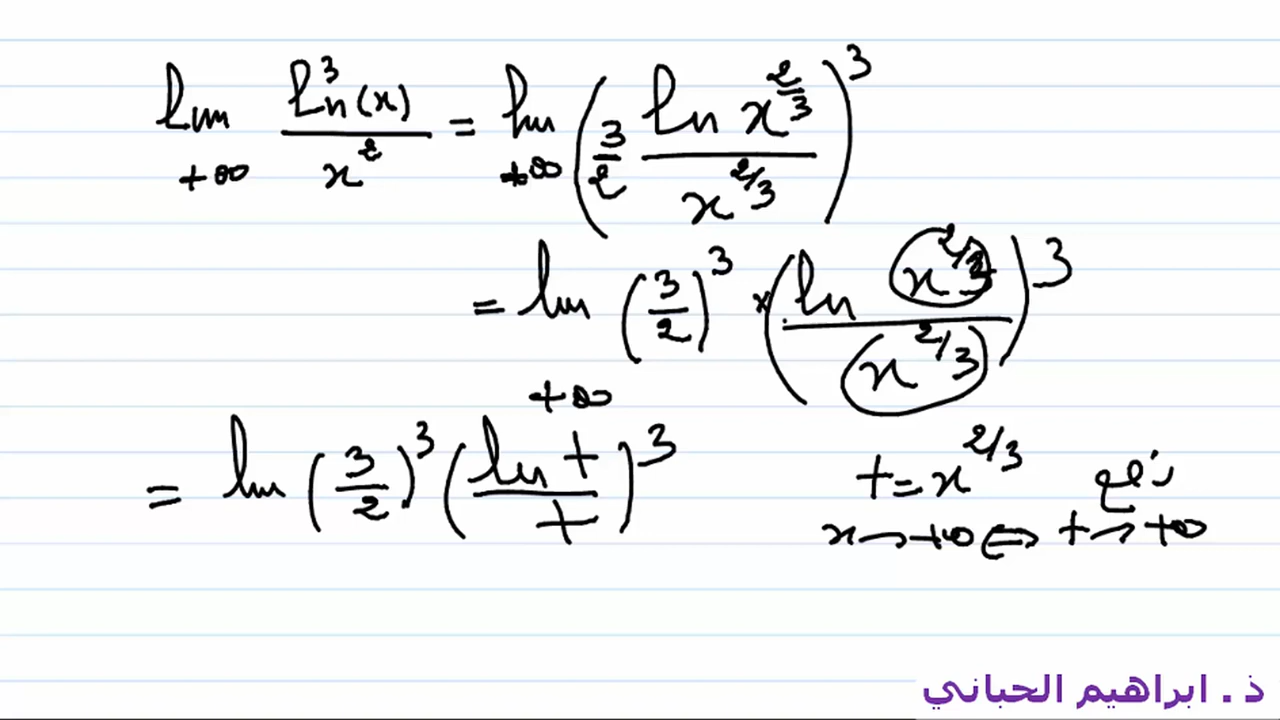 lim ln³(x) / x² = lim (3/2 ln x^(2/3) / x^(2/3))³
+∞ +∞
= lim (3/2)³ × (ln x^(2/3) / x^(2/3))³
+∞
= lim (3/2)³ (ln t / t)³
نضع t = x^(2/3)
x → +∞ ⇔ t → +∞
ذ . ابراهيم الحباني